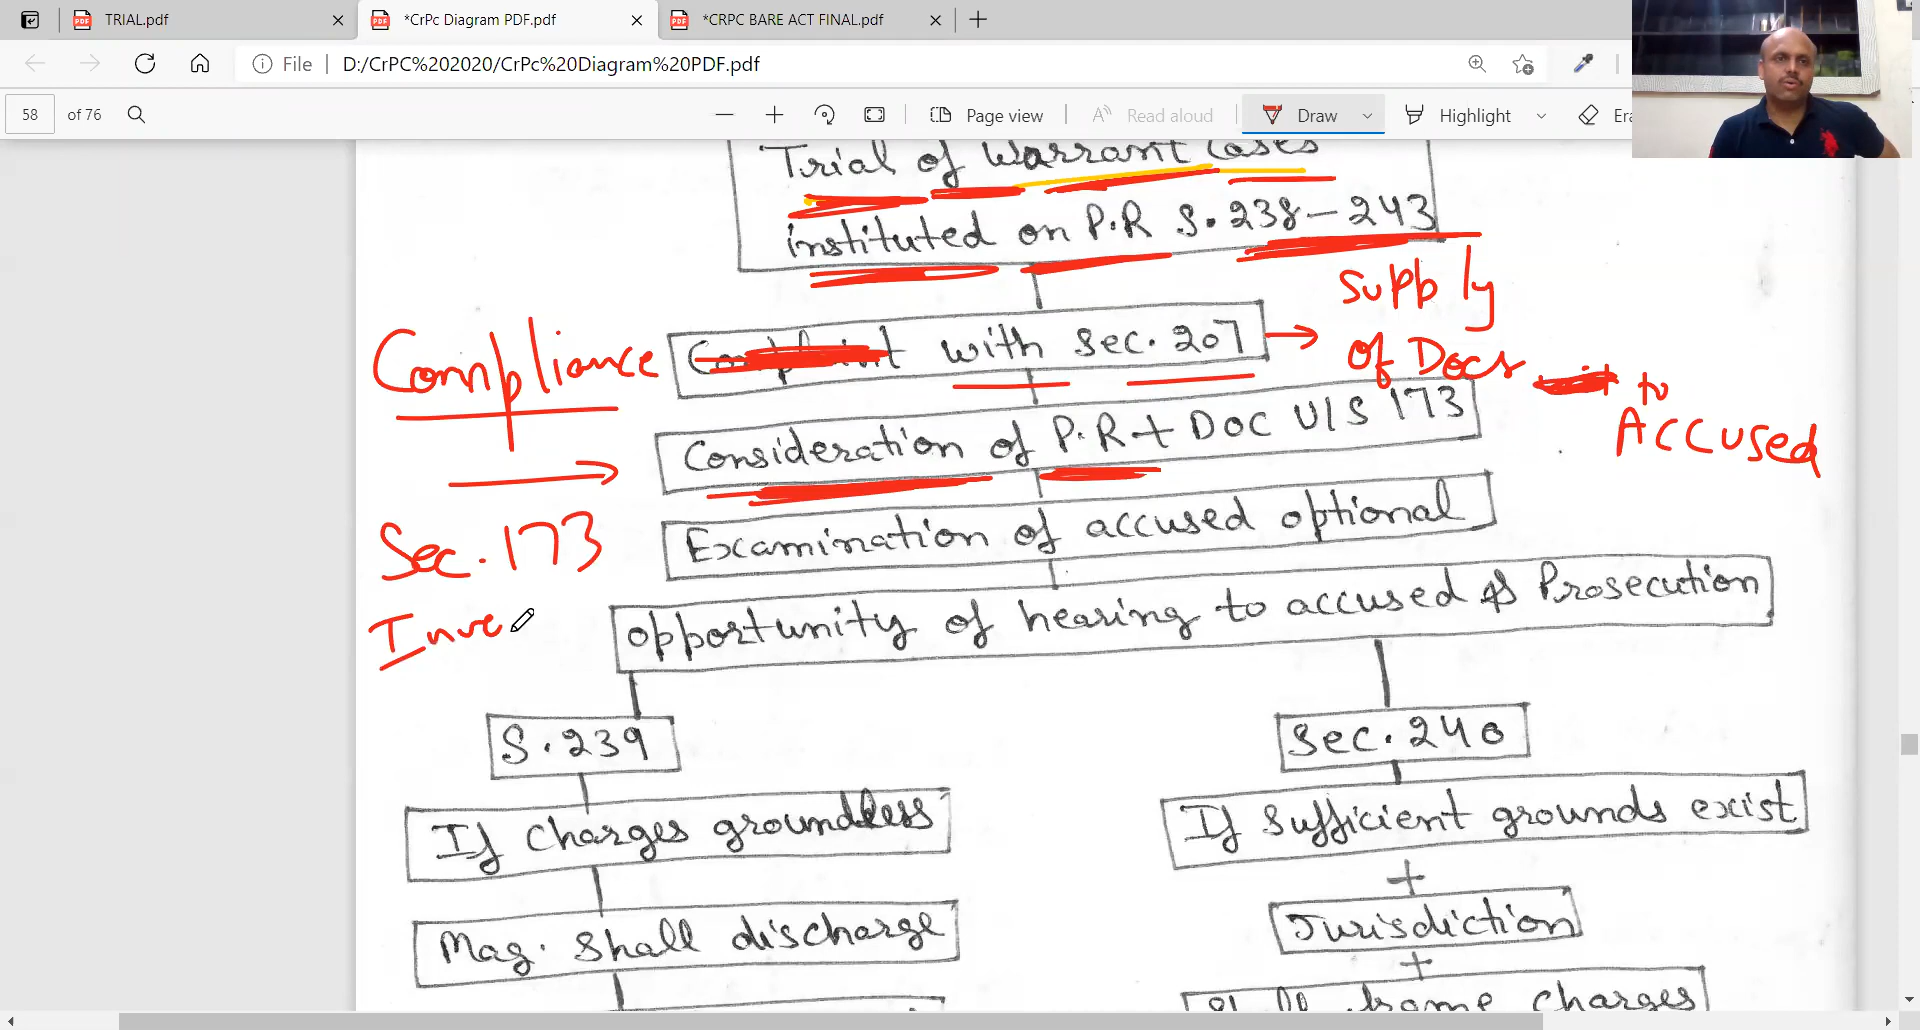 TRIAL.pdf
*CrPc Diagram PDF.pdf
*CRPC BARE ACT FINAL.pdf
File
D:/CrPC%202020/CrPc%20Diagram%20PDF.pdf
58
of 76
Page view
Read aloud
Draw
Highlight
Era
Trial of Warrant Cases
instituted on P.R S. 238-243
Supply
of Docs
to
Accused
Compliance
with Sec. 207
Consideration of P.R + DOC U/S 173
Sec. 173
Examination of accused optional
Inve
opportunity of hearing to accused & Prosecution
S. 239
Sec. 240
If charges groundless
If Sufficient grounds exist
+
Jurisdiction
Mag. Shall discharge
+
frame charges